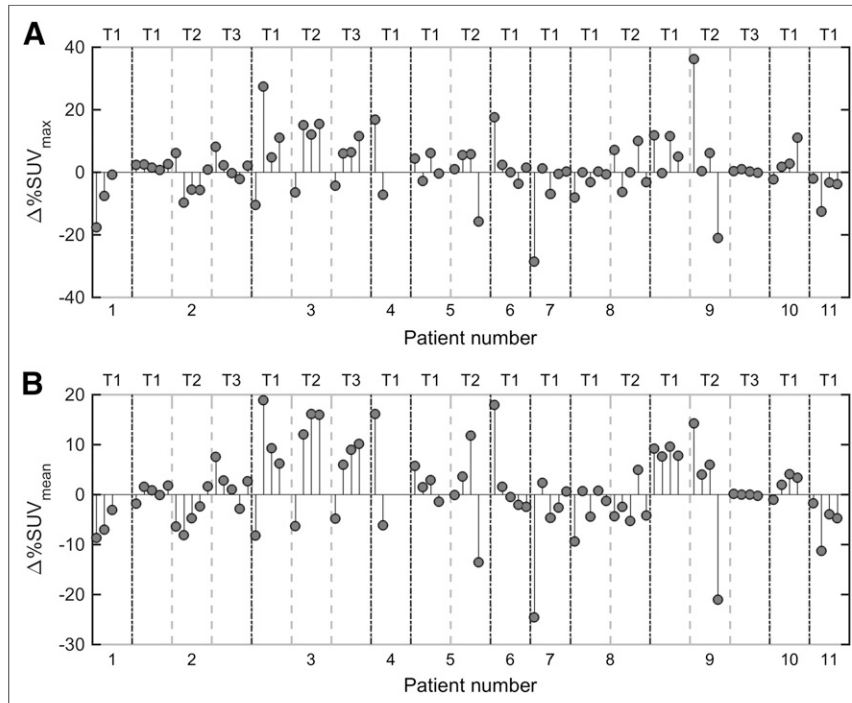 A
T1 T1 T2 T3 T1 T2 T3 T1 T1 T2 T1 T1 T1 T2 T1 T2 T3 T1 T1
40
20
0
-20
-40
Δ%SUVmax
1 2 3 4 5 6 7 8 9 10 11
Patient number
B
T1 T1 T2 T3 T1 T2 T3 T1 T1 T2 T1 T1 T1 T2 T1 T2 T3 T1 T1
20
10
0
-10
-20
-30
Δ%SUVmean
1 2 3 4 5 6 7 8 9 10 11
Patient number